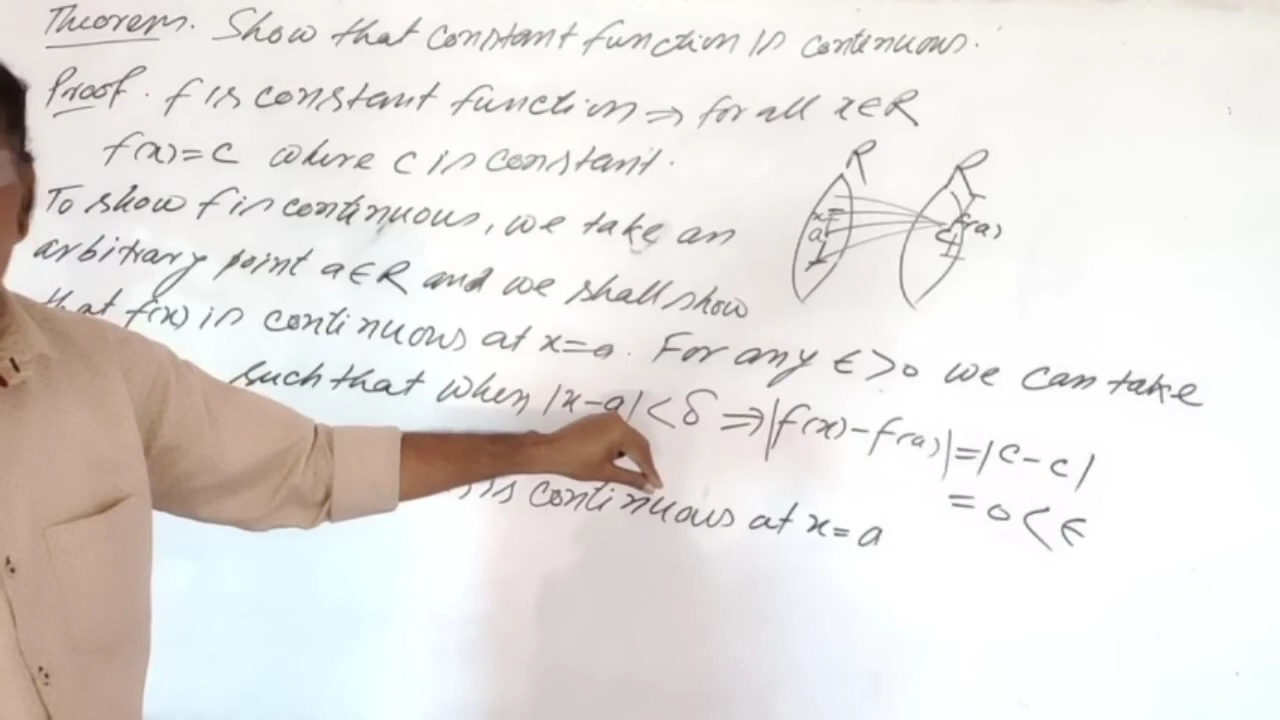 Theorem. Show that constant function is continuous.
Proof. f is constant function ⇒ for all x∈R
f(x)=c where c is constant.
To show f is continuous, we take an
arbitrary point a∈R and we shall show
that f(x) is continuous at x=a. For any ϵ>0 we can take
such that when |x-a|<δ ⇒|f(x)-f(a)|=|c-c|
=0<ϵ
is continuous at x=a
R R
x
a c f(a)